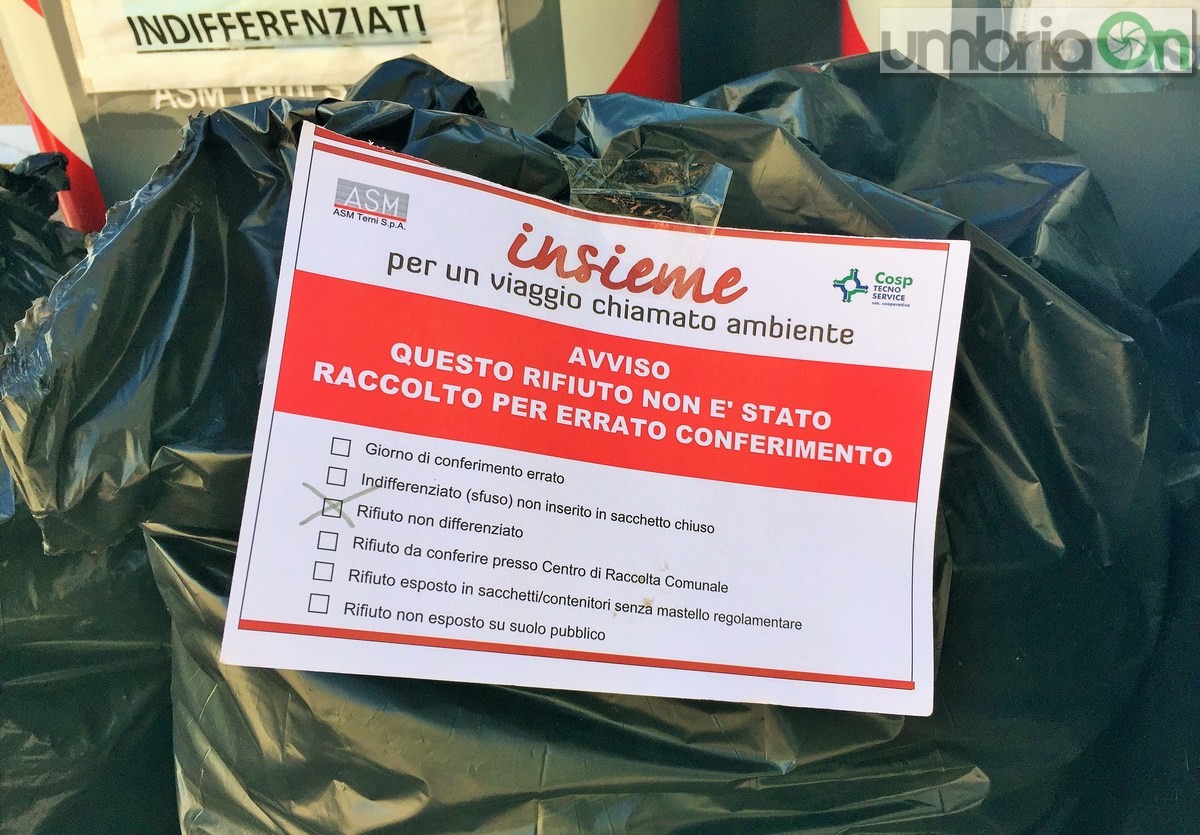 INDIFFERENZIATI
ASM Terni S
umbriaOn
ASM
ASM Terni S.p.A.
insieme
per un viaggio chiamato ambiente
Cosp
TECNO
SERVICE
soc. cooperativa
AVVISO
QUESTO RIFIUTO NON E' STATO
RACCOLTO PER ERRATO CONFERIMENTO
Giorno di conferimento errato
Indifferenziato (sfuso) non inserito in sacchetto chiuso
Rifiuto non differenziato
Rifiuto da conferire presso Centro di Raccolta Comunale
Rifiuto esposto in sacchetti/contenitori senza mastello regolamentare
Rifiuto non esposto su suolo pubblico